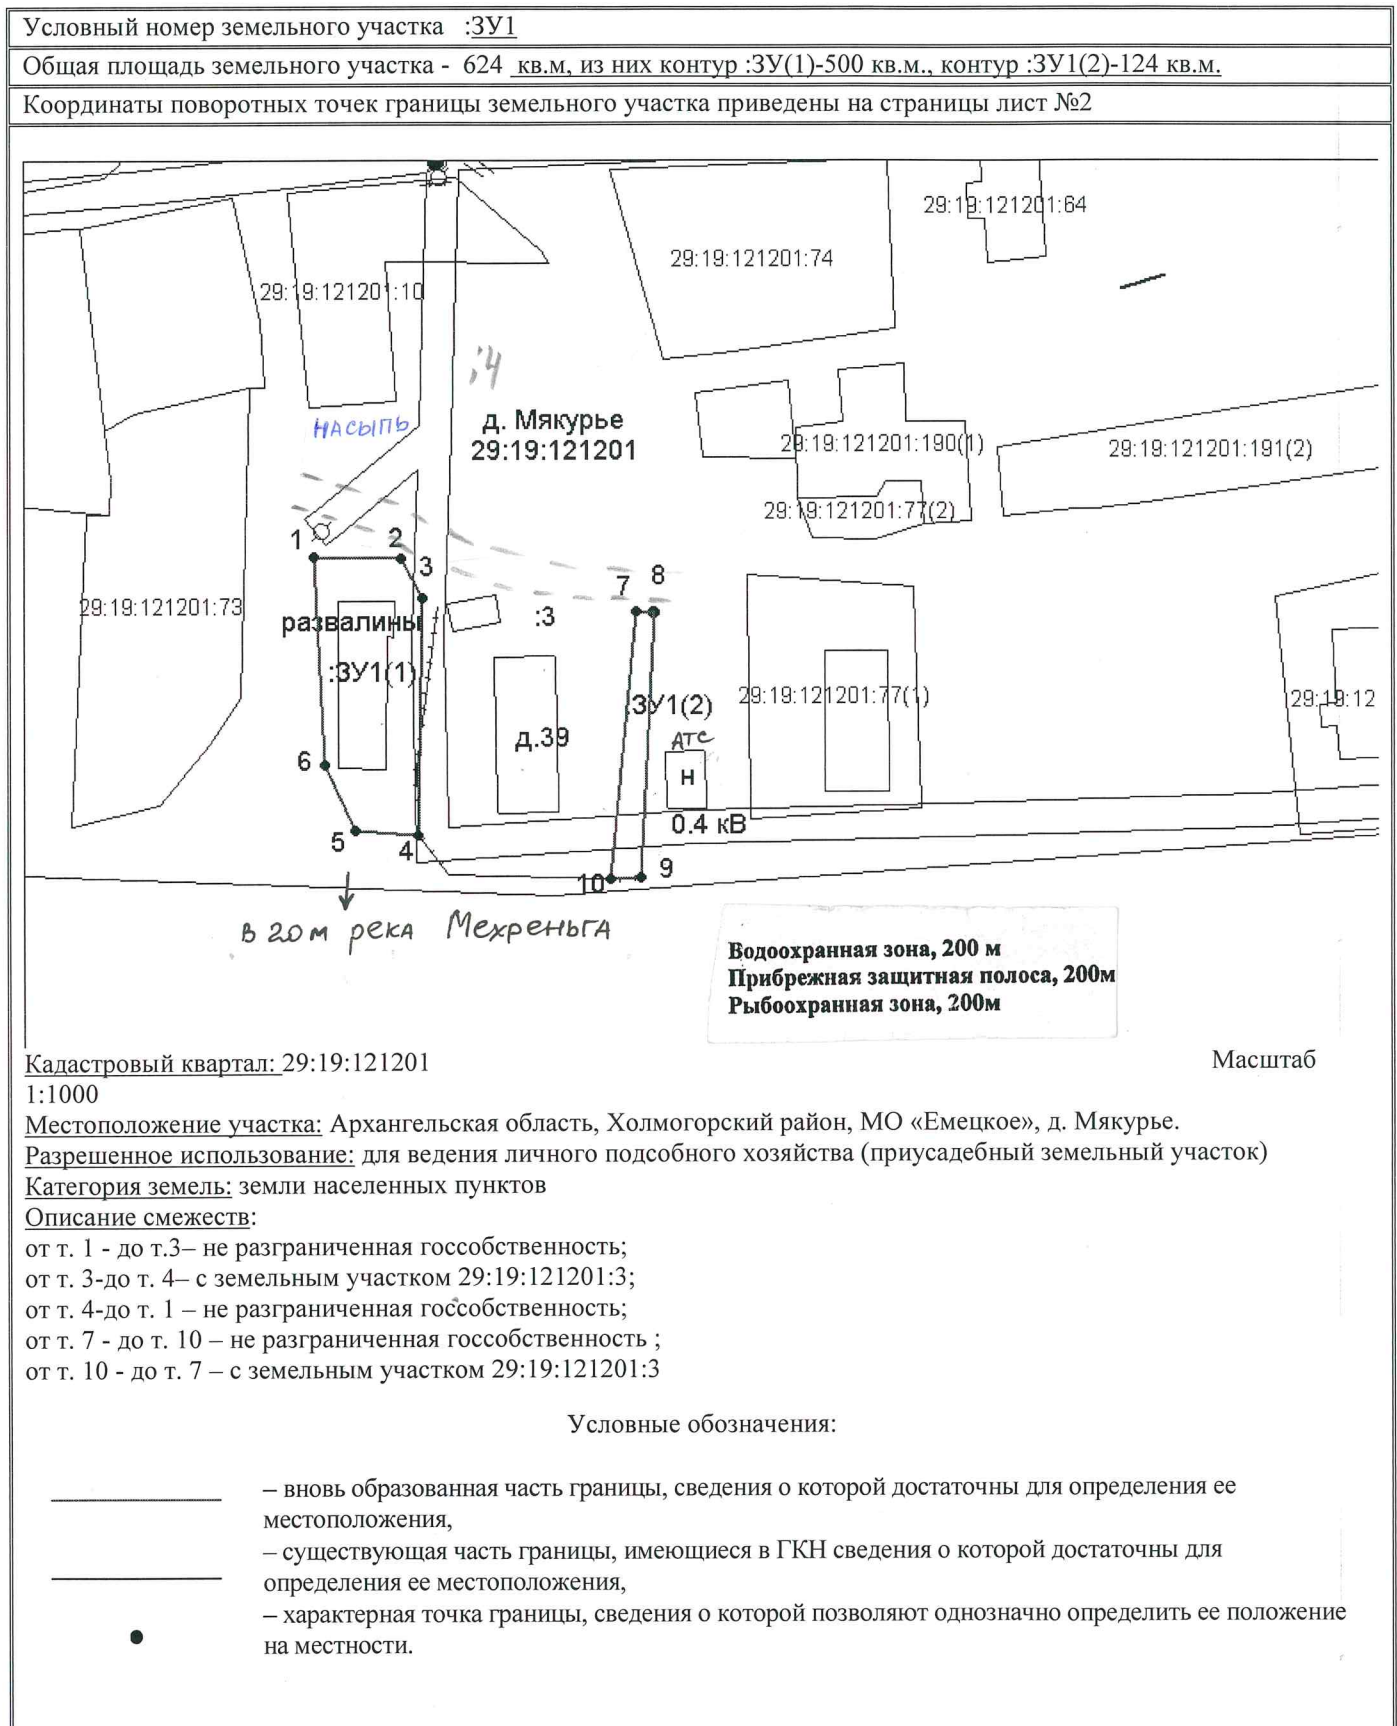 Условный номер земельного участка :ЗУ1
Общая площадь земельного участка - 624 кв.м, из них контур :ЗУ(1)-500 кв.м., контур :ЗУ1(2)-124 кв.м.
Координаты поворотных точек границы земельного участка приведены на страницы лист №2
29:19:121201:64
29:19:121201:74
29:19:121201:10
:4
НАСЫПЬ
д. Мякурье
29:19:121201
29:19:121201:190(1)
29:19:121201:191(2)
29:19:121201:77(2)
1
2
3
7
8
29:19:121201:73
развалины
:3
:ЗУ1(1)
:ЗУ1(2)
29:19:121201:77(1)
29:19:12
д.39
АТС
н
6
0.4 кВ
5
4
10
9
в 20 м река Мехреньга
Водоохранная зона, 200 м
Прибрежная защитная полоса, 200м
Рыбоохранная зона, 200м
Кадастровый квартал: 29:19:121201 Масштаб
1:1000
Местоположение участка: Архангельская область, Холмогорский район, МО «Емецкое», д. Мякурье.
Разрешенное использование: для ведения личного подсобного хозяйства (приусадебный земельный участок)
Категория земель: земли населенных пунктов
Описание смежеств:
от т. 1 - до т.3– не разграниченная госсобственность;
от т. 3-до т. 4– с земельным участком 29:19:121201:3;
от т. 4-до т. 1 – не разграниченная госсобственность;
от т. 7 - до т. 10 – не разграниченная госсобственность ;
от т. 10 - до т. 7 – с земельным участком 29:19:121201:3
Условные обозначения:
– вновь образованная часть границы, сведения о которой достаточны для определения ее
местоположения,
– существующая часть границы, имеющиеся в ГКН сведения о которой достаточны для
определения ее местоположения,
– характерная точка границы, сведения о которой позволяют однозначно определить ее положение
на местности.